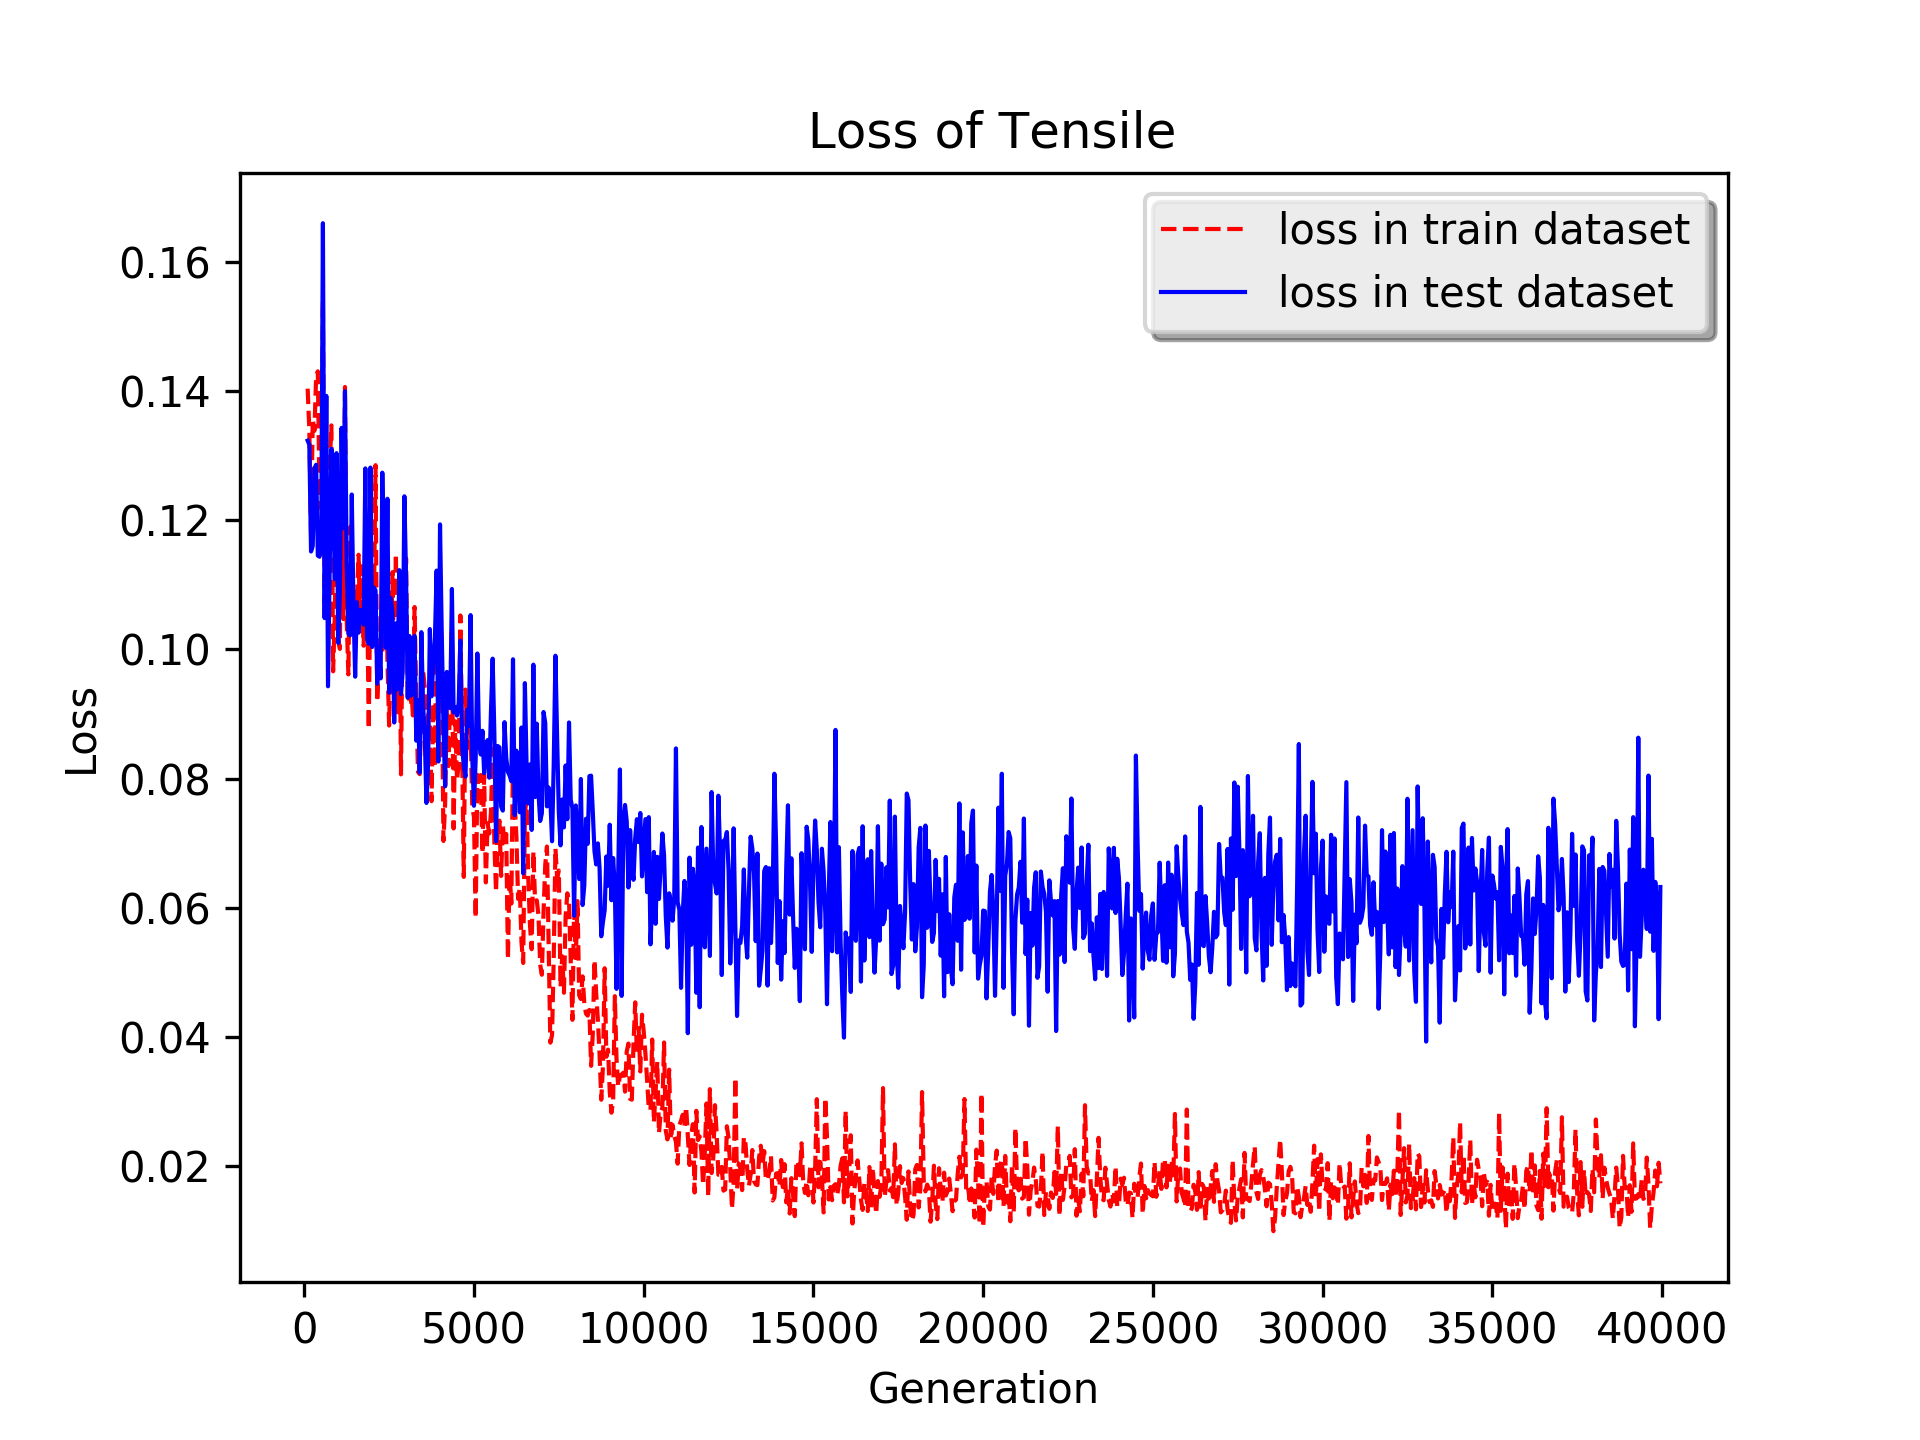 Loss of Tensile
loss in train dataset
loss in test dataset
0.16
0.14
0.12
0.10
0.08
0.06
0.04
0.02
Loss
0 5000 10000 15000 20000 25000 30000 35000 40000
Generation